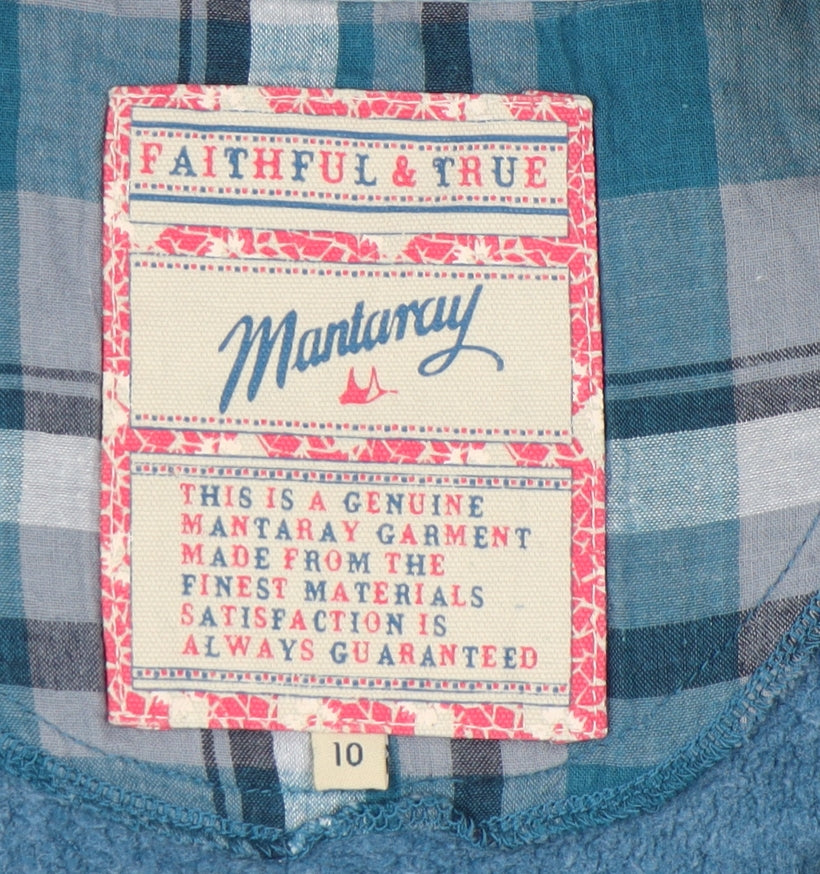 FAITHFUL & TRUE
Mantaray
THIS IS A GENUINE
MANTARAY GARMENT
MADE FROM THE
FINEST MATERIALS
SATISFACTION IS
ALWAYS GUARANTEED
10